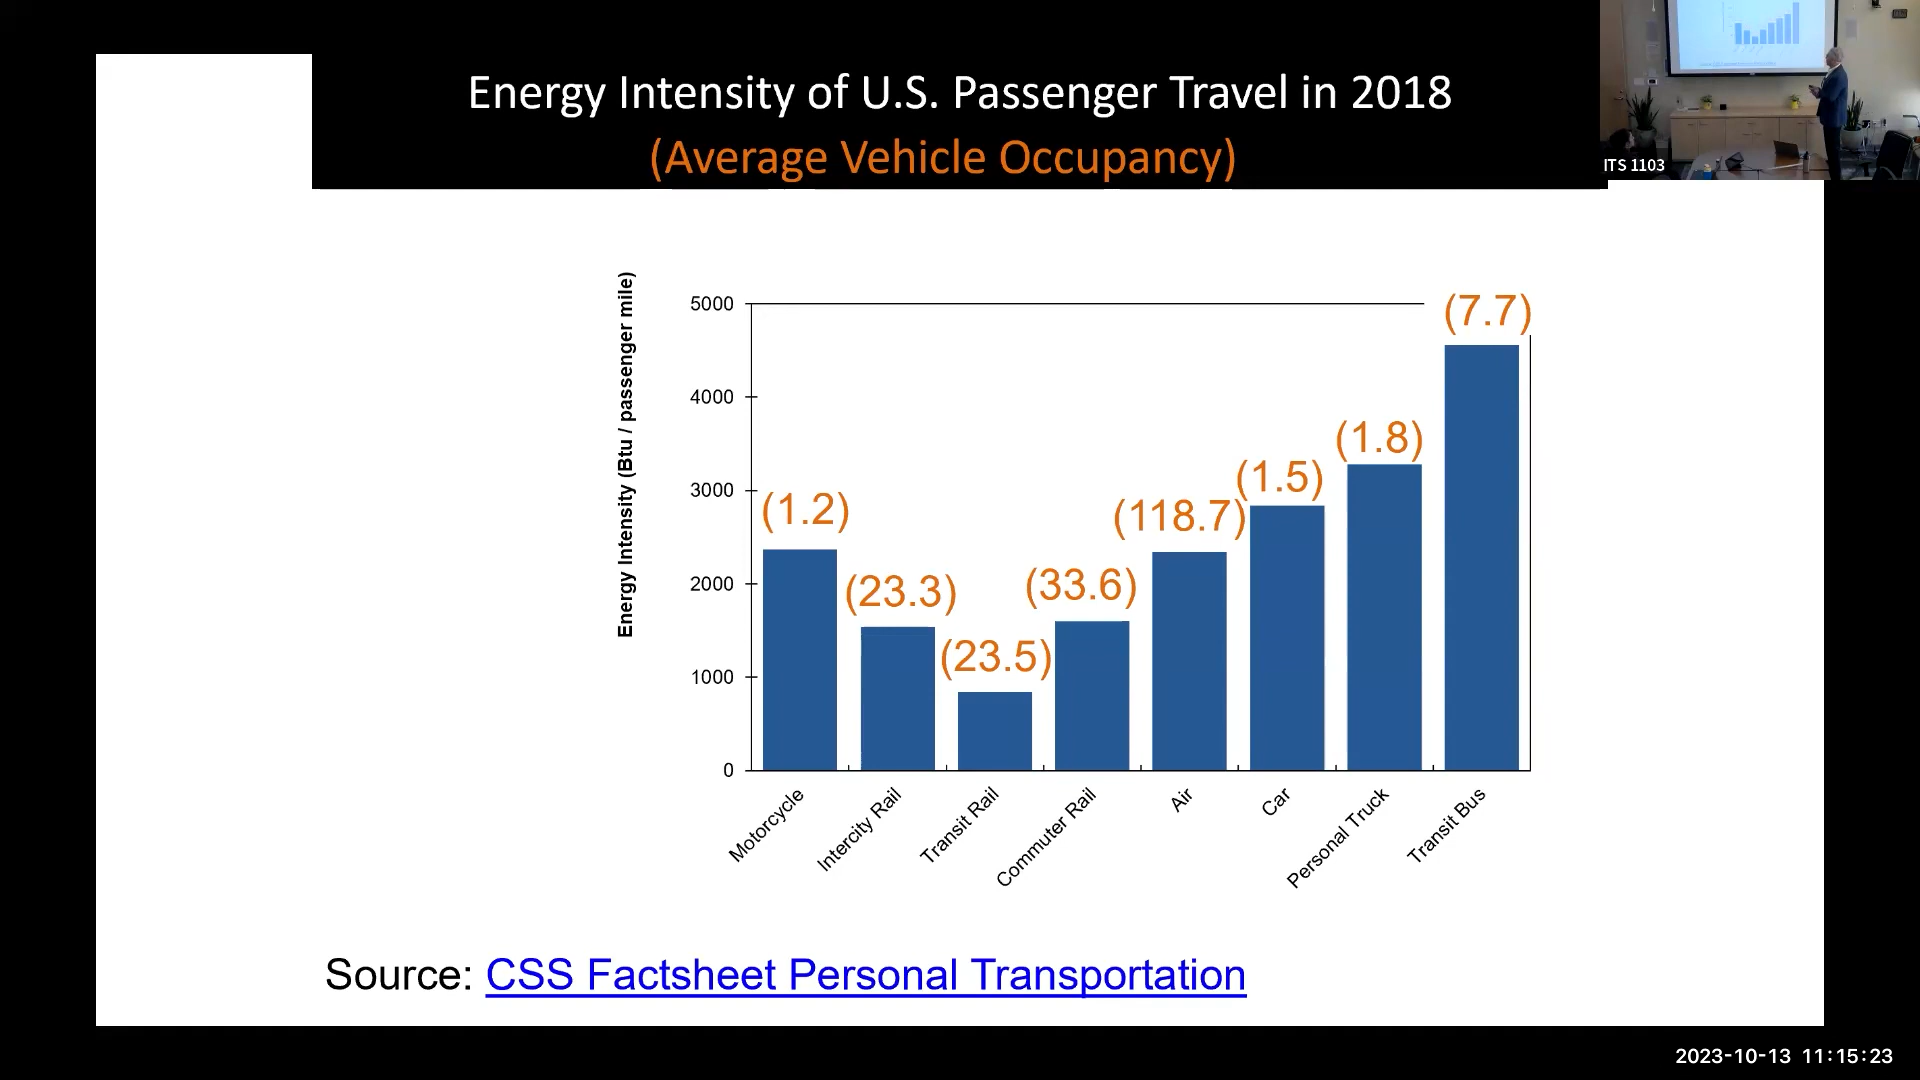 Energy Intensity of U.S. Passenger Travel in 2018
(Average Vehicle Occupancy)
ITS 1103
Energy Intensity (Btu / passenger mile)
5000
4000
3000
2000
1000
0
(1.2)
(23.3)
(23.5)
(33.6)
(118.7)
(1.5)
(1.8)
(7.7)
Motorcycle
Intercity Rail
Transit Rail
Commuter Rail
Air
Car
Personal Truck
Transit Bus
Source: CSS Factsheet Personal Transportation
2023-10-13 11:15:23